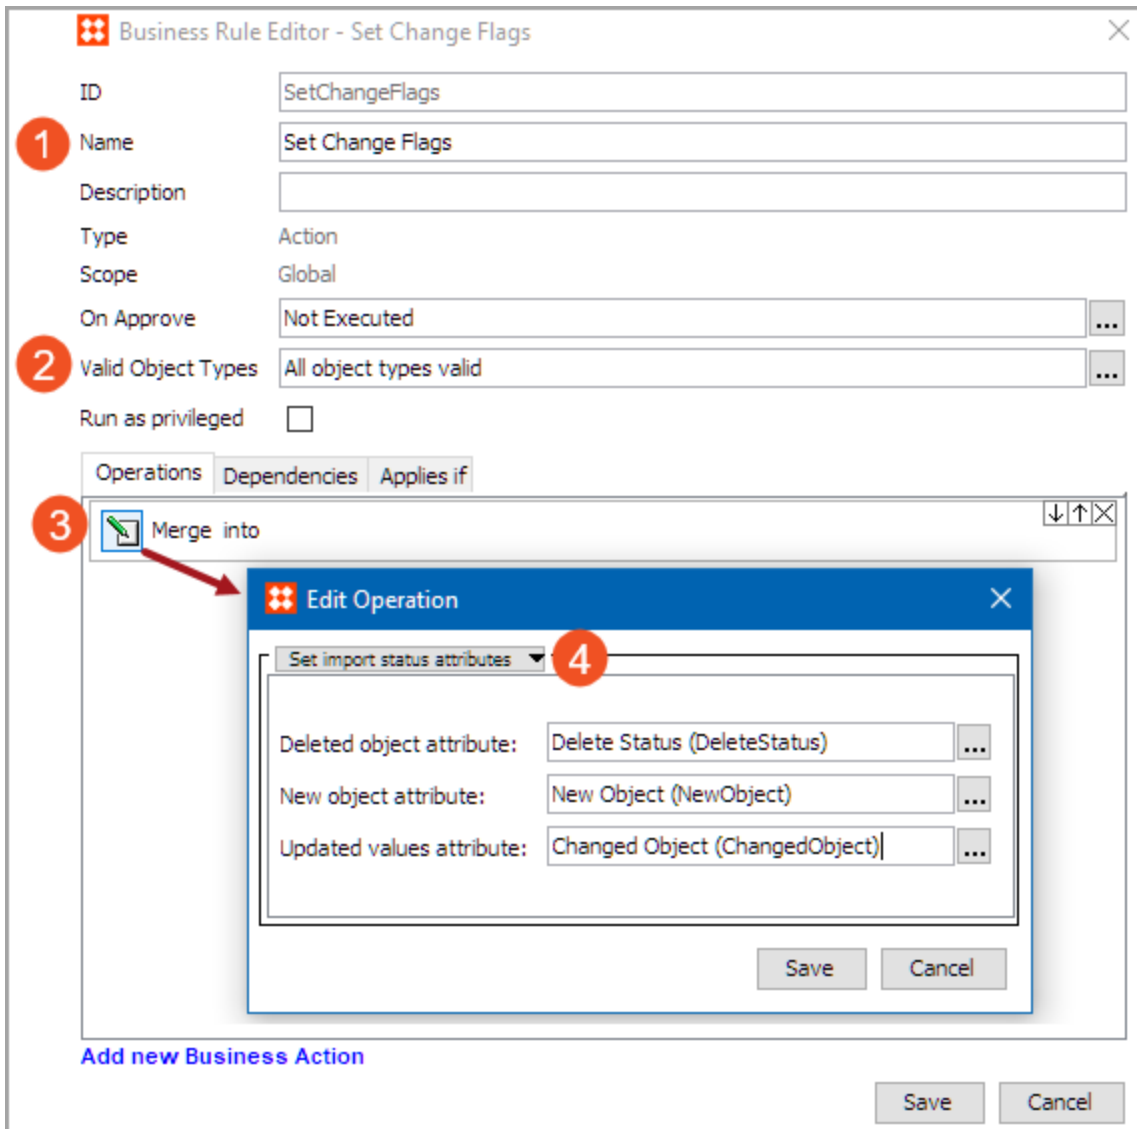 Business Rule Editor - Set Change Flags
ID SetChangeFlags
1 Name Set Change Flags
Description
Type Action
Scope Global
On Approve Not Executed ...
2 Valid Object Types All object types valid ...
Run as privileged
Operations Dependencies Applies if
3 Merge into
Edit Operation
Set import status attributes 4
Deleted object attribute: Delete Status (DeleteStatus) ...
New object attribute: New Object (NewObject) ...
Updated values attribute: Changed Object (ChangedObject) ...
Save Cancel
Add new Business Action
Save Cancel